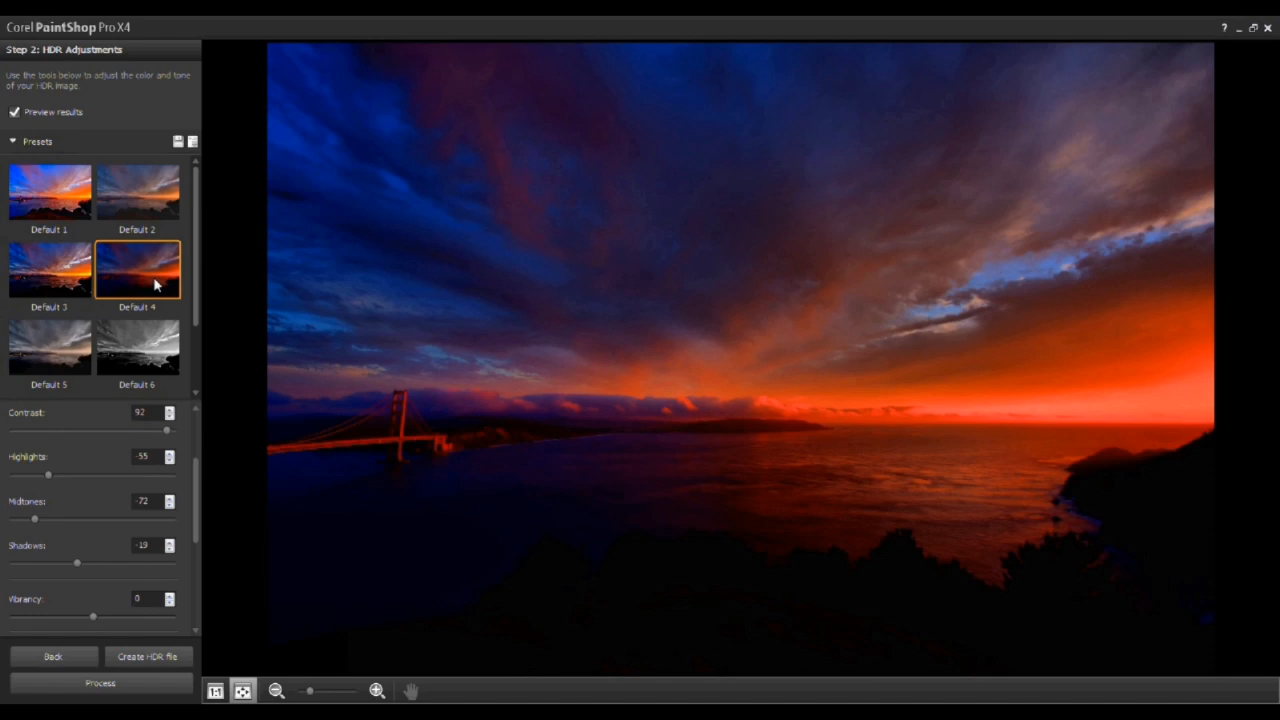 Corel PaintShop Pro X4
?
Step 2: HDR Adjustments
Use the tools below to adjust the color and tone
of your HDR image.
Preview results
Presets
Default 1 Default 2
Default 3 Default 4
Default 5 Default 6
Contrast: 92
Highlights: -55
Midtones: -72
Shadows: -19
Vibrancy: 0
Back Create HDR file
Process
1:1